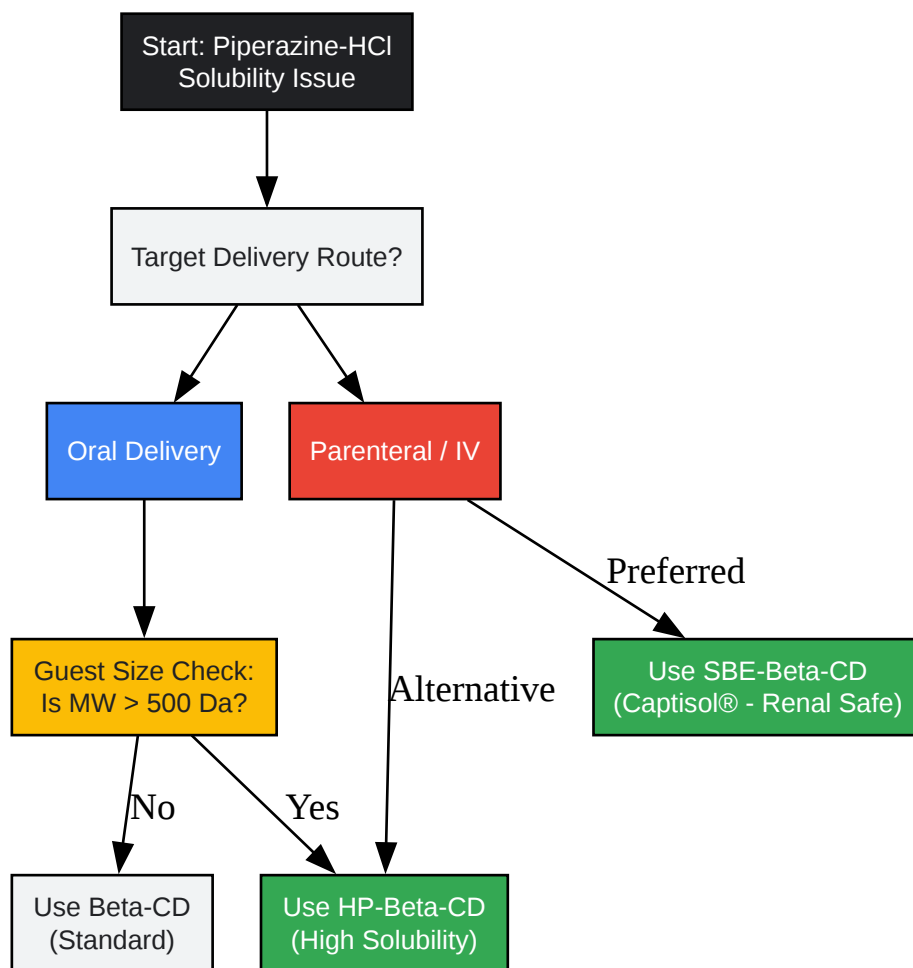 Start: Piperazine-HCl
Solubility Issue
Target Delivery Route?
Oral Delivery
Parenteral / IV
Preferred
Guest Size Check:
Is MW > 500 Da?
Alternative
Use SBE-Beta-CD
(Captisol® - Renal Safe)
No
Yes
Use Beta-CD
(Standard)
Use HP-Beta-CD
(High Solubility)